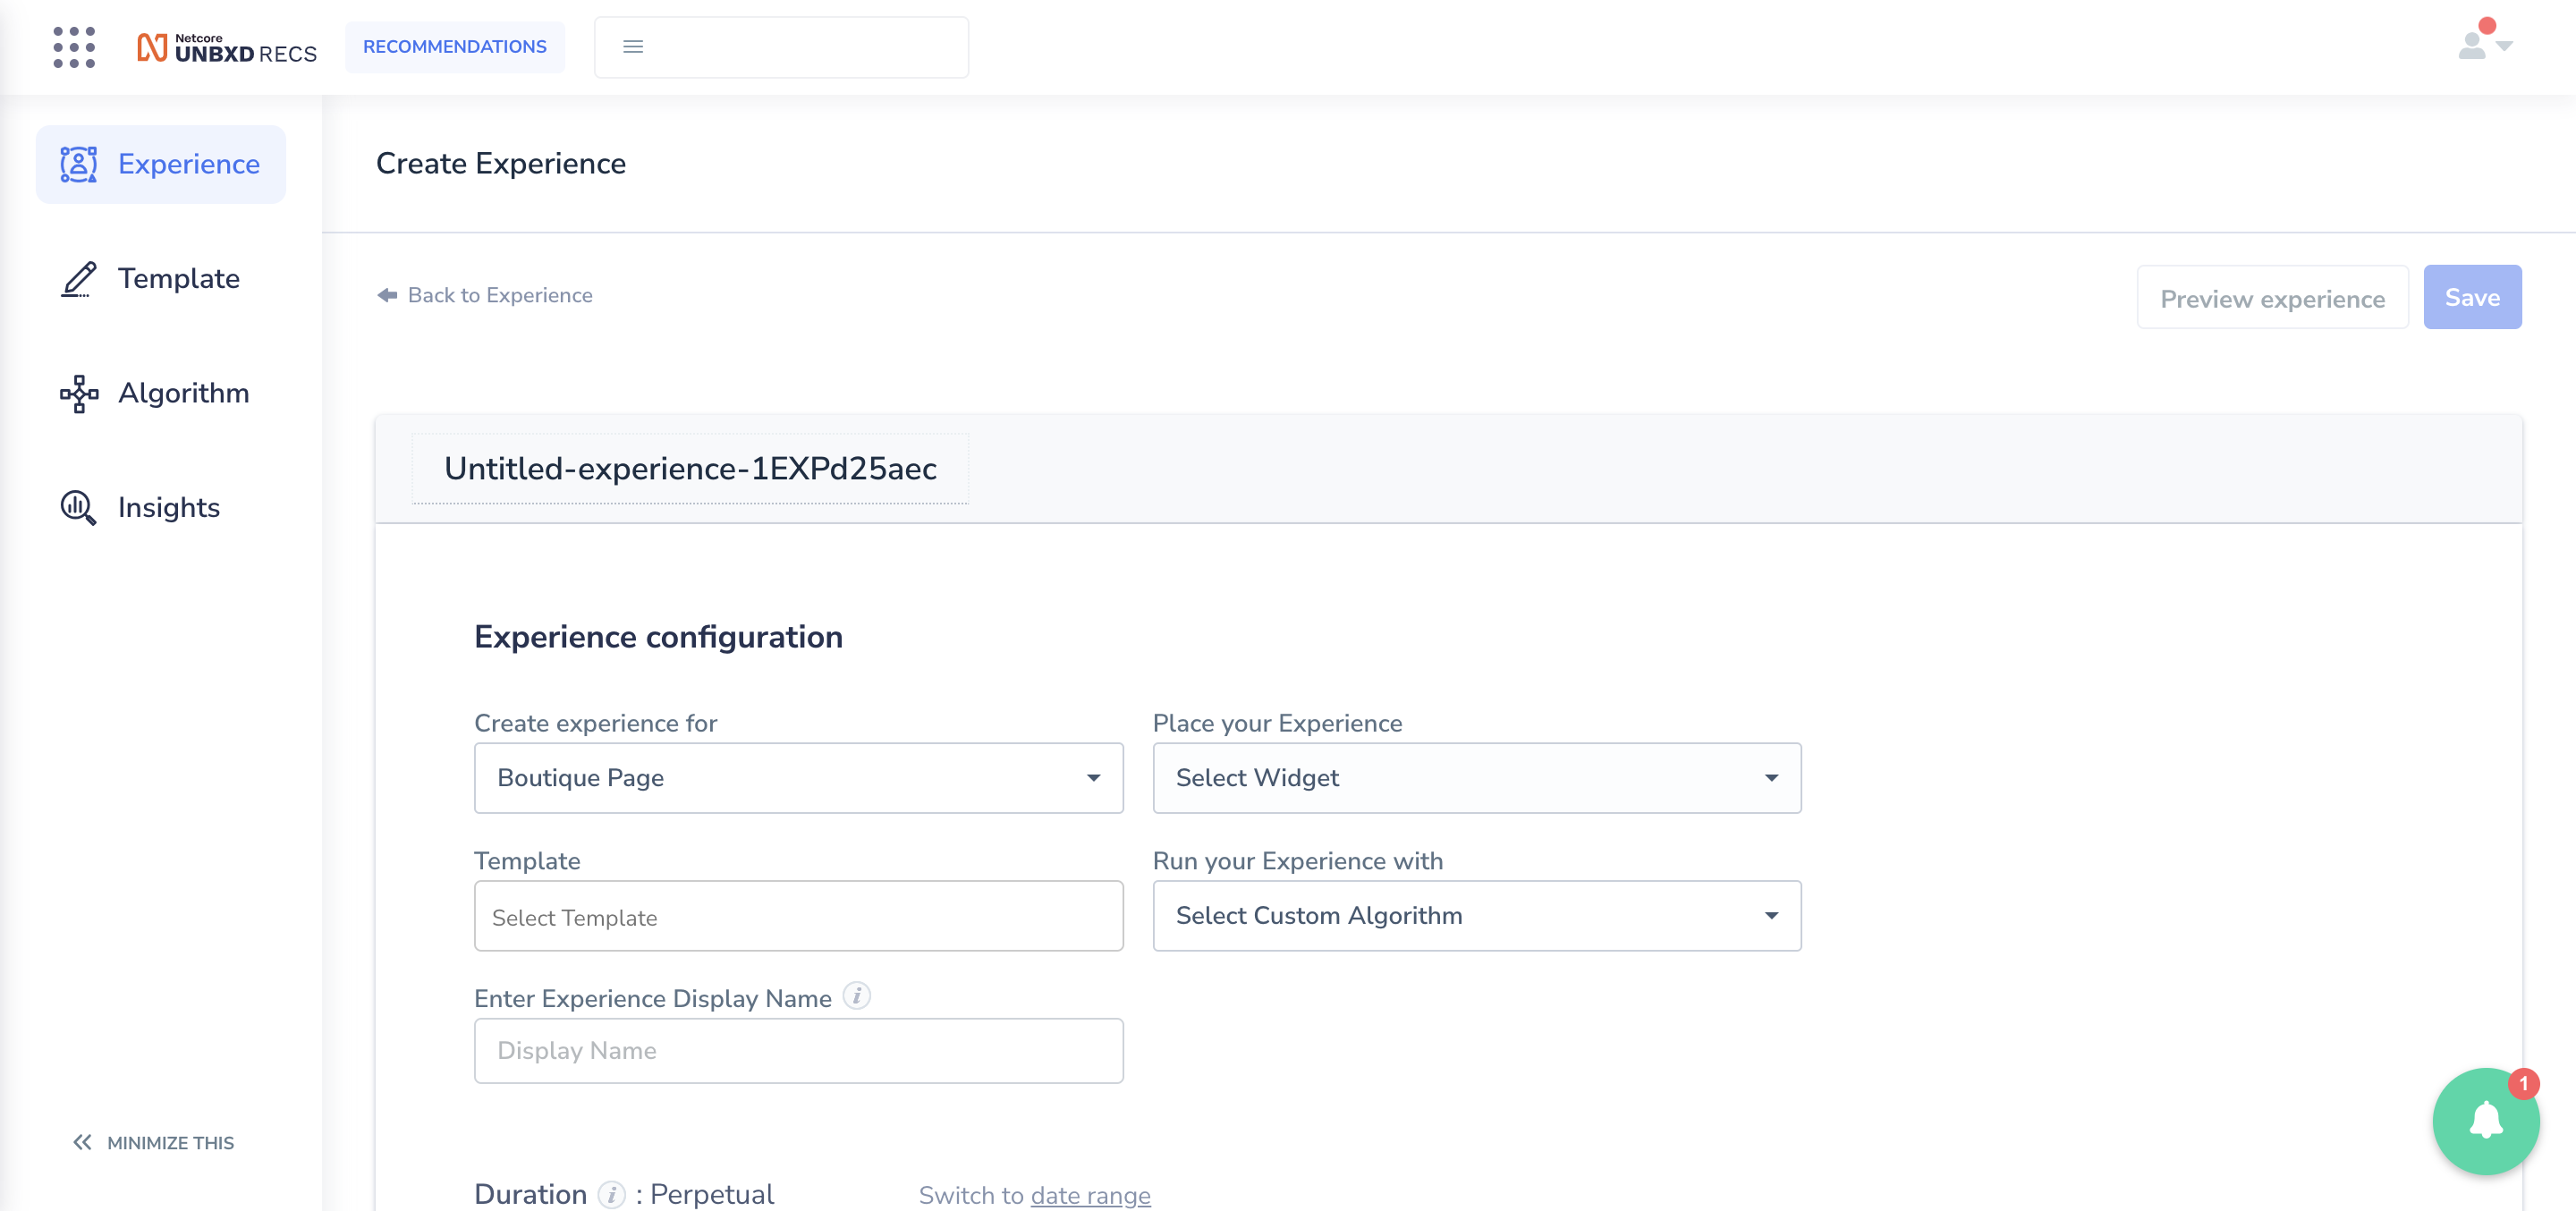 Netcore
UNBXD RECS
RECOMMENDATIONS
Experience
Template
Algorithm
Insights
MINIMIZE THIS
Create Experience
Back to Experience
Preview experience
Save
Untitled-experience-1EXPd25aec
Experience configuration
Create experience for
Boutique Page
Place your Experience
Select Widget
Template
Select Template
Run your Experience with
Select Custom Algorithm
Enter Experience Display Name i
Display Name
Duration i : Perpetual
Switch to date range
1